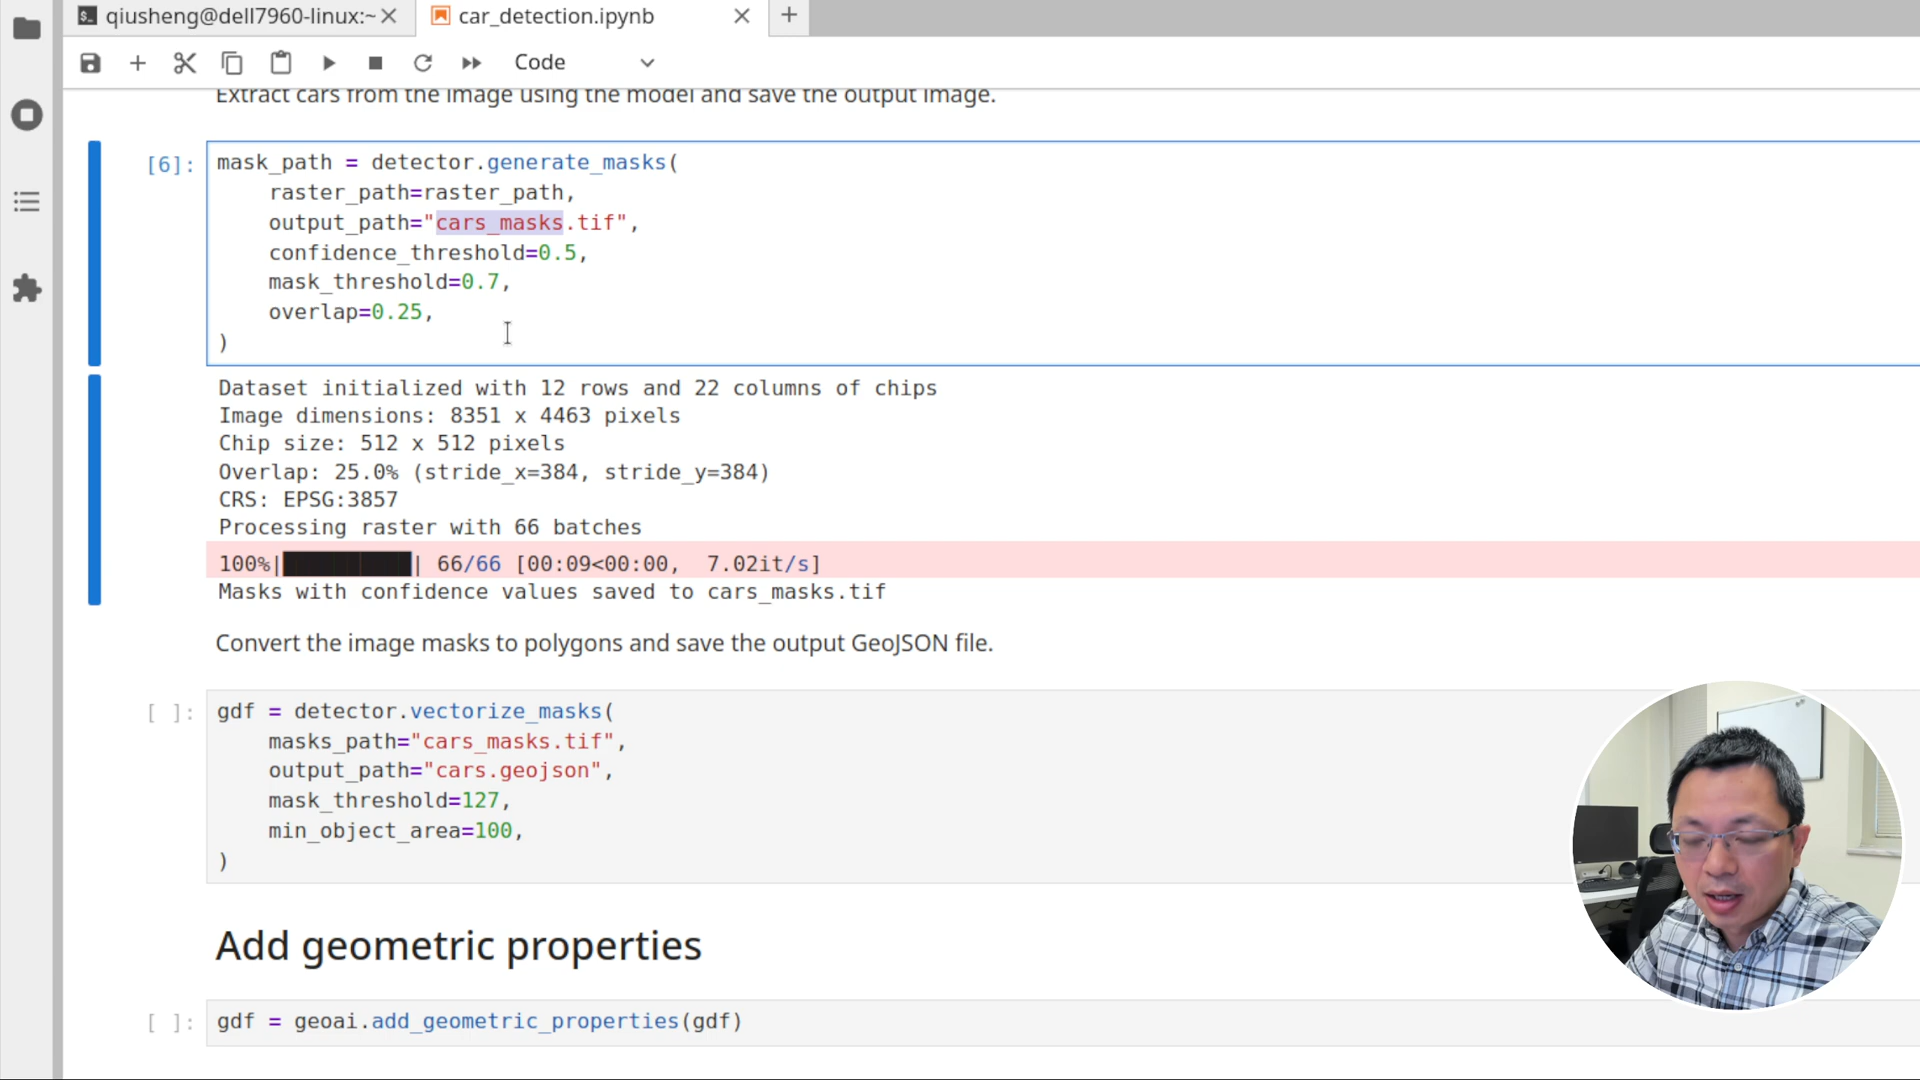 qiusheng@dell7960-linux:~
car_detection.ipynb
Code
Extract cars from the image using the model and save the output image.
[6]:
mask_path = detector.generate_masks(
    raster_path=raster_path,
    output_path="cars_masks.tif",
    confidence_threshold=0.5,
    mask_threshold=0.7,
    overlap=0.25,
)
Dataset initialized with 12 rows and 22 columns of chips
Image dimensions: 8351 x 4463 pixels
Chip size: 512 x 512 pixels
Overlap: 25.0% (stride_x=384, stride_y=384)
CRS: EPSG:3857
Processing raster with 66 batches
100%|██████████| 66/66 [00:09<00:00,  7.02it/s]
Masks with confidence values saved to cars_masks.tif
Convert the image masks to polygons and save the output GeoJSON file.
[ ]:
gdf = detector.vectorize_masks(
    masks_path="cars_masks.tif",
    output_path="cars.geojson",
    mask_threshold=127,
    min_object_area=100,
)
Add geometric properties
[ ]:
gdf = geoai.add_geometric_properties(gdf)